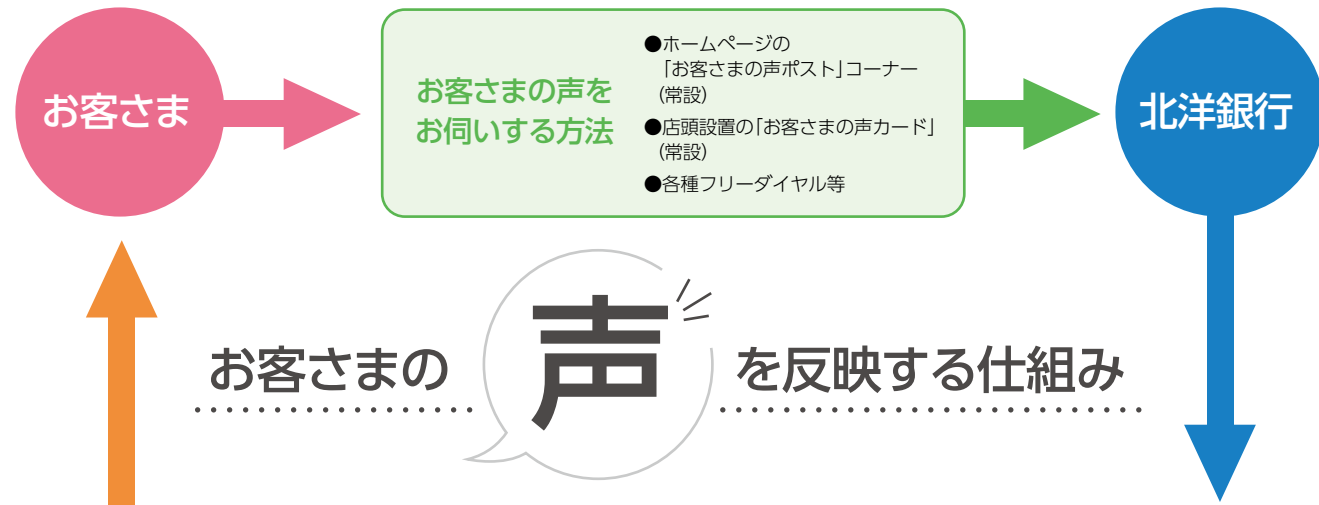 お客さま
お客さまの声を
お伺いする方法
●ホームページの
「お客さまの声ポスト」コーナー
(常設)
●店頭設置の「お客さまの声カード」
(常設)
●各種フリーダイヤル等
北洋銀行
お客さまの声を反映する仕組み